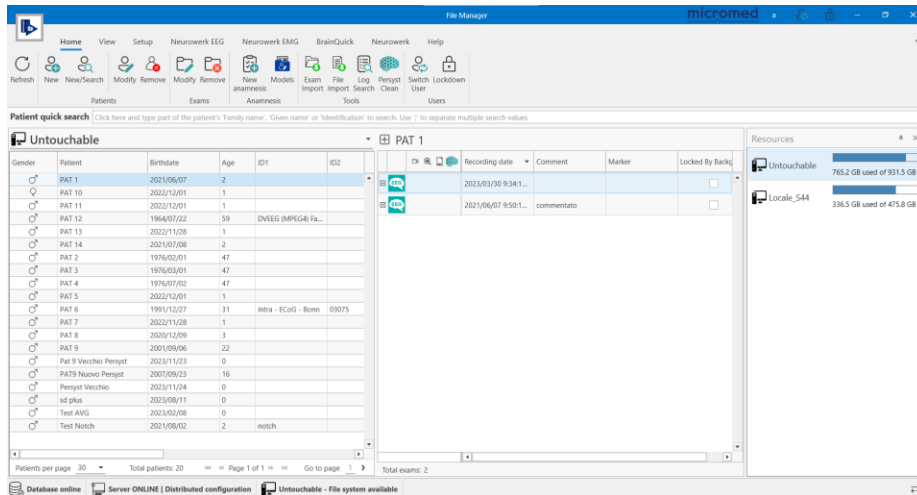 File Manager
micromed
Home View Setup Neurowerk EEG Neurowerk EMG BrainQuick Neurowerk Help
Refresh New New/Search Modify Remove Modify Remove New anamnesis Models Exam Import File Import Log Search Persyst Clean Switch User Lockdown
Patients Exams Anamnesis Tools Users
Patient quick search Click here and type part of the patient's 'Family name', 'Given name' or 'Identification' to search. Use ';' to separate multiple search values
Untouchable
Gender Patient Birthdate Age ID1 ID2
PAT 1 2021/06/07 2
PAT 10 2022/12/01 1
PAT 11 2022/12/01 1
PAT 12 1964/07/22 59 DVEEG (MPEG4) Fa...
PAT 13 2022/11/28 1
PAT 14 2021/07/08 2
PAT 2 1976/02/01 47
PAT 3 1976/03/01 47
PAT 4 1976/07/02 47
PAT 5 2022/12/01 1
PAT 6 1991/12/27 31 Intra - ECoG - Bonn 03075
PAT 7 2022/11/28 1
PAT 8 2020/12/09 3
PAT 9 2001/09/06 22
Pat 9 Vecchio Persyst 2023/11/23 0
PAT9 Nuovo Persyst 2007/09/23 16
Persyst Vecchio 2023/11/24 0
sd plus 2023/08/11 0
Test AVG 2023/02/08 0
Test Notch 2021/08/02 2 notch
Patients per page 30 Total patients: 20 Page 1 of 1 Go to page 1
PAT 1
Recording date Comment Marker Locked By Backg
EEG 2023/03/30 9:34:1...
EEG 2021/06/07 9:50:1... commentato
Total exams: 2
Resources
Untouchable
765.2 GB used of 931.5 GB
Locale_S44
336.5 GB used of 475.8 GB
Database online Server ONLINE | Distributed configuration Untouchable - File system available